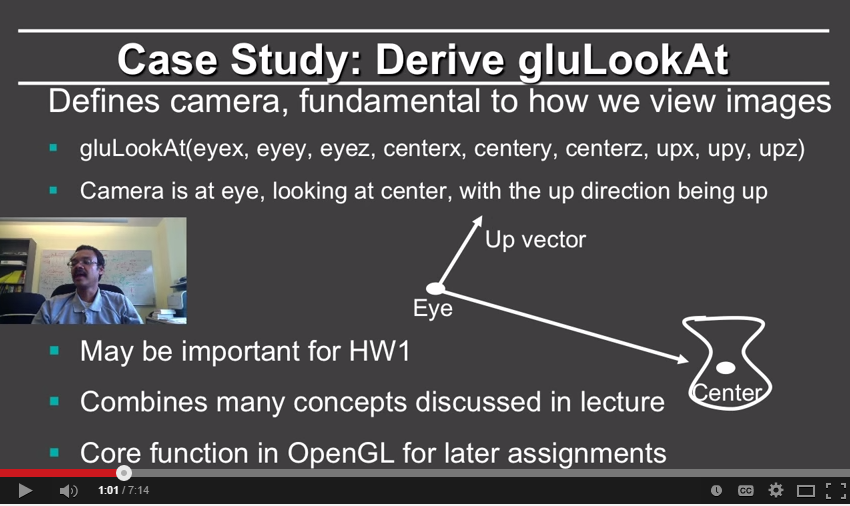 Case Study: Derive gluLookAt
Defines camera, fundamental to how we view images
gluLookAt(eyex, eyey, eyez, centerx, centery, centerz, upx, upy, upz)
Camera is at eye, looking at center, with the up direction being up
Up vector
Eye
Center
May be important for HW1
Combines many concepts discussed in lecture
Core function in OpenGL for later assignments
1:01 / 7:14
CC